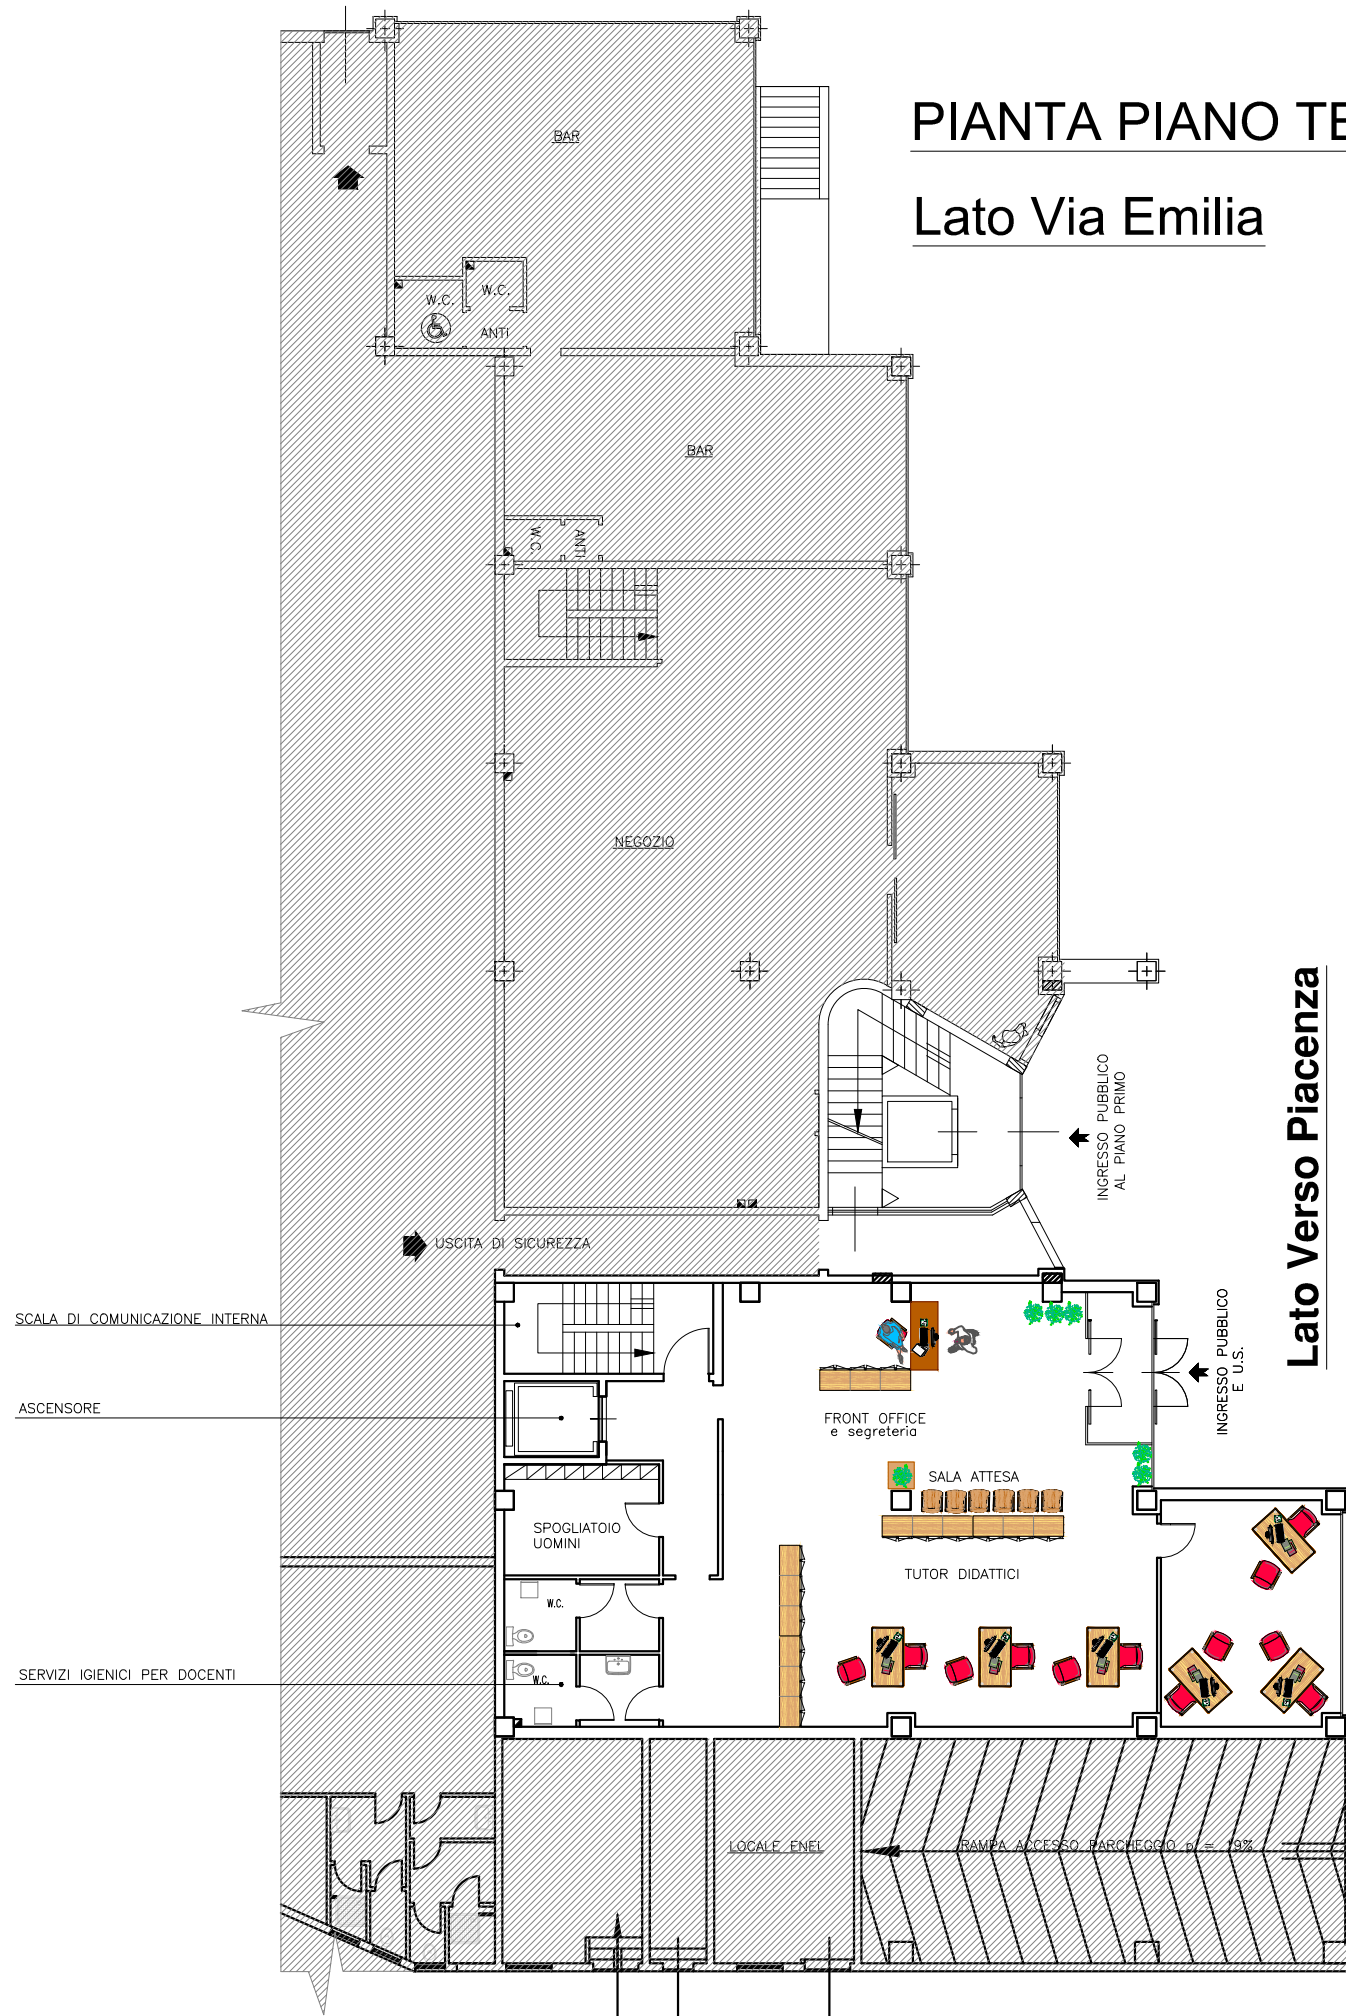 PIANTA PIANO TE
Lato Via Emilia
BAR
W.C.
W.C.
ANTI
BAR
W.C.
ANTI
NEGOZIO
Lato Verso Piacenza
INGRESSO PUBBLICO
AL PIANO PRIMO
USCITA DI SICUREZZA
SCALA DI COMUNICAZIONE INTERNA
INGRESSO PUBBLICO
E U.S.
ASCENSORE
FRONT OFFICE
e segreteria
SALA ATTESA
SPOGLIATOIO
UOMINI
TUTOR DIDATTICI
W.C.
SERVIZI IGIENICI PER DOCENTI
W.C.
LOCALE ENEL
RAMPA ACCESSO PARCHEGGIO p = 19%